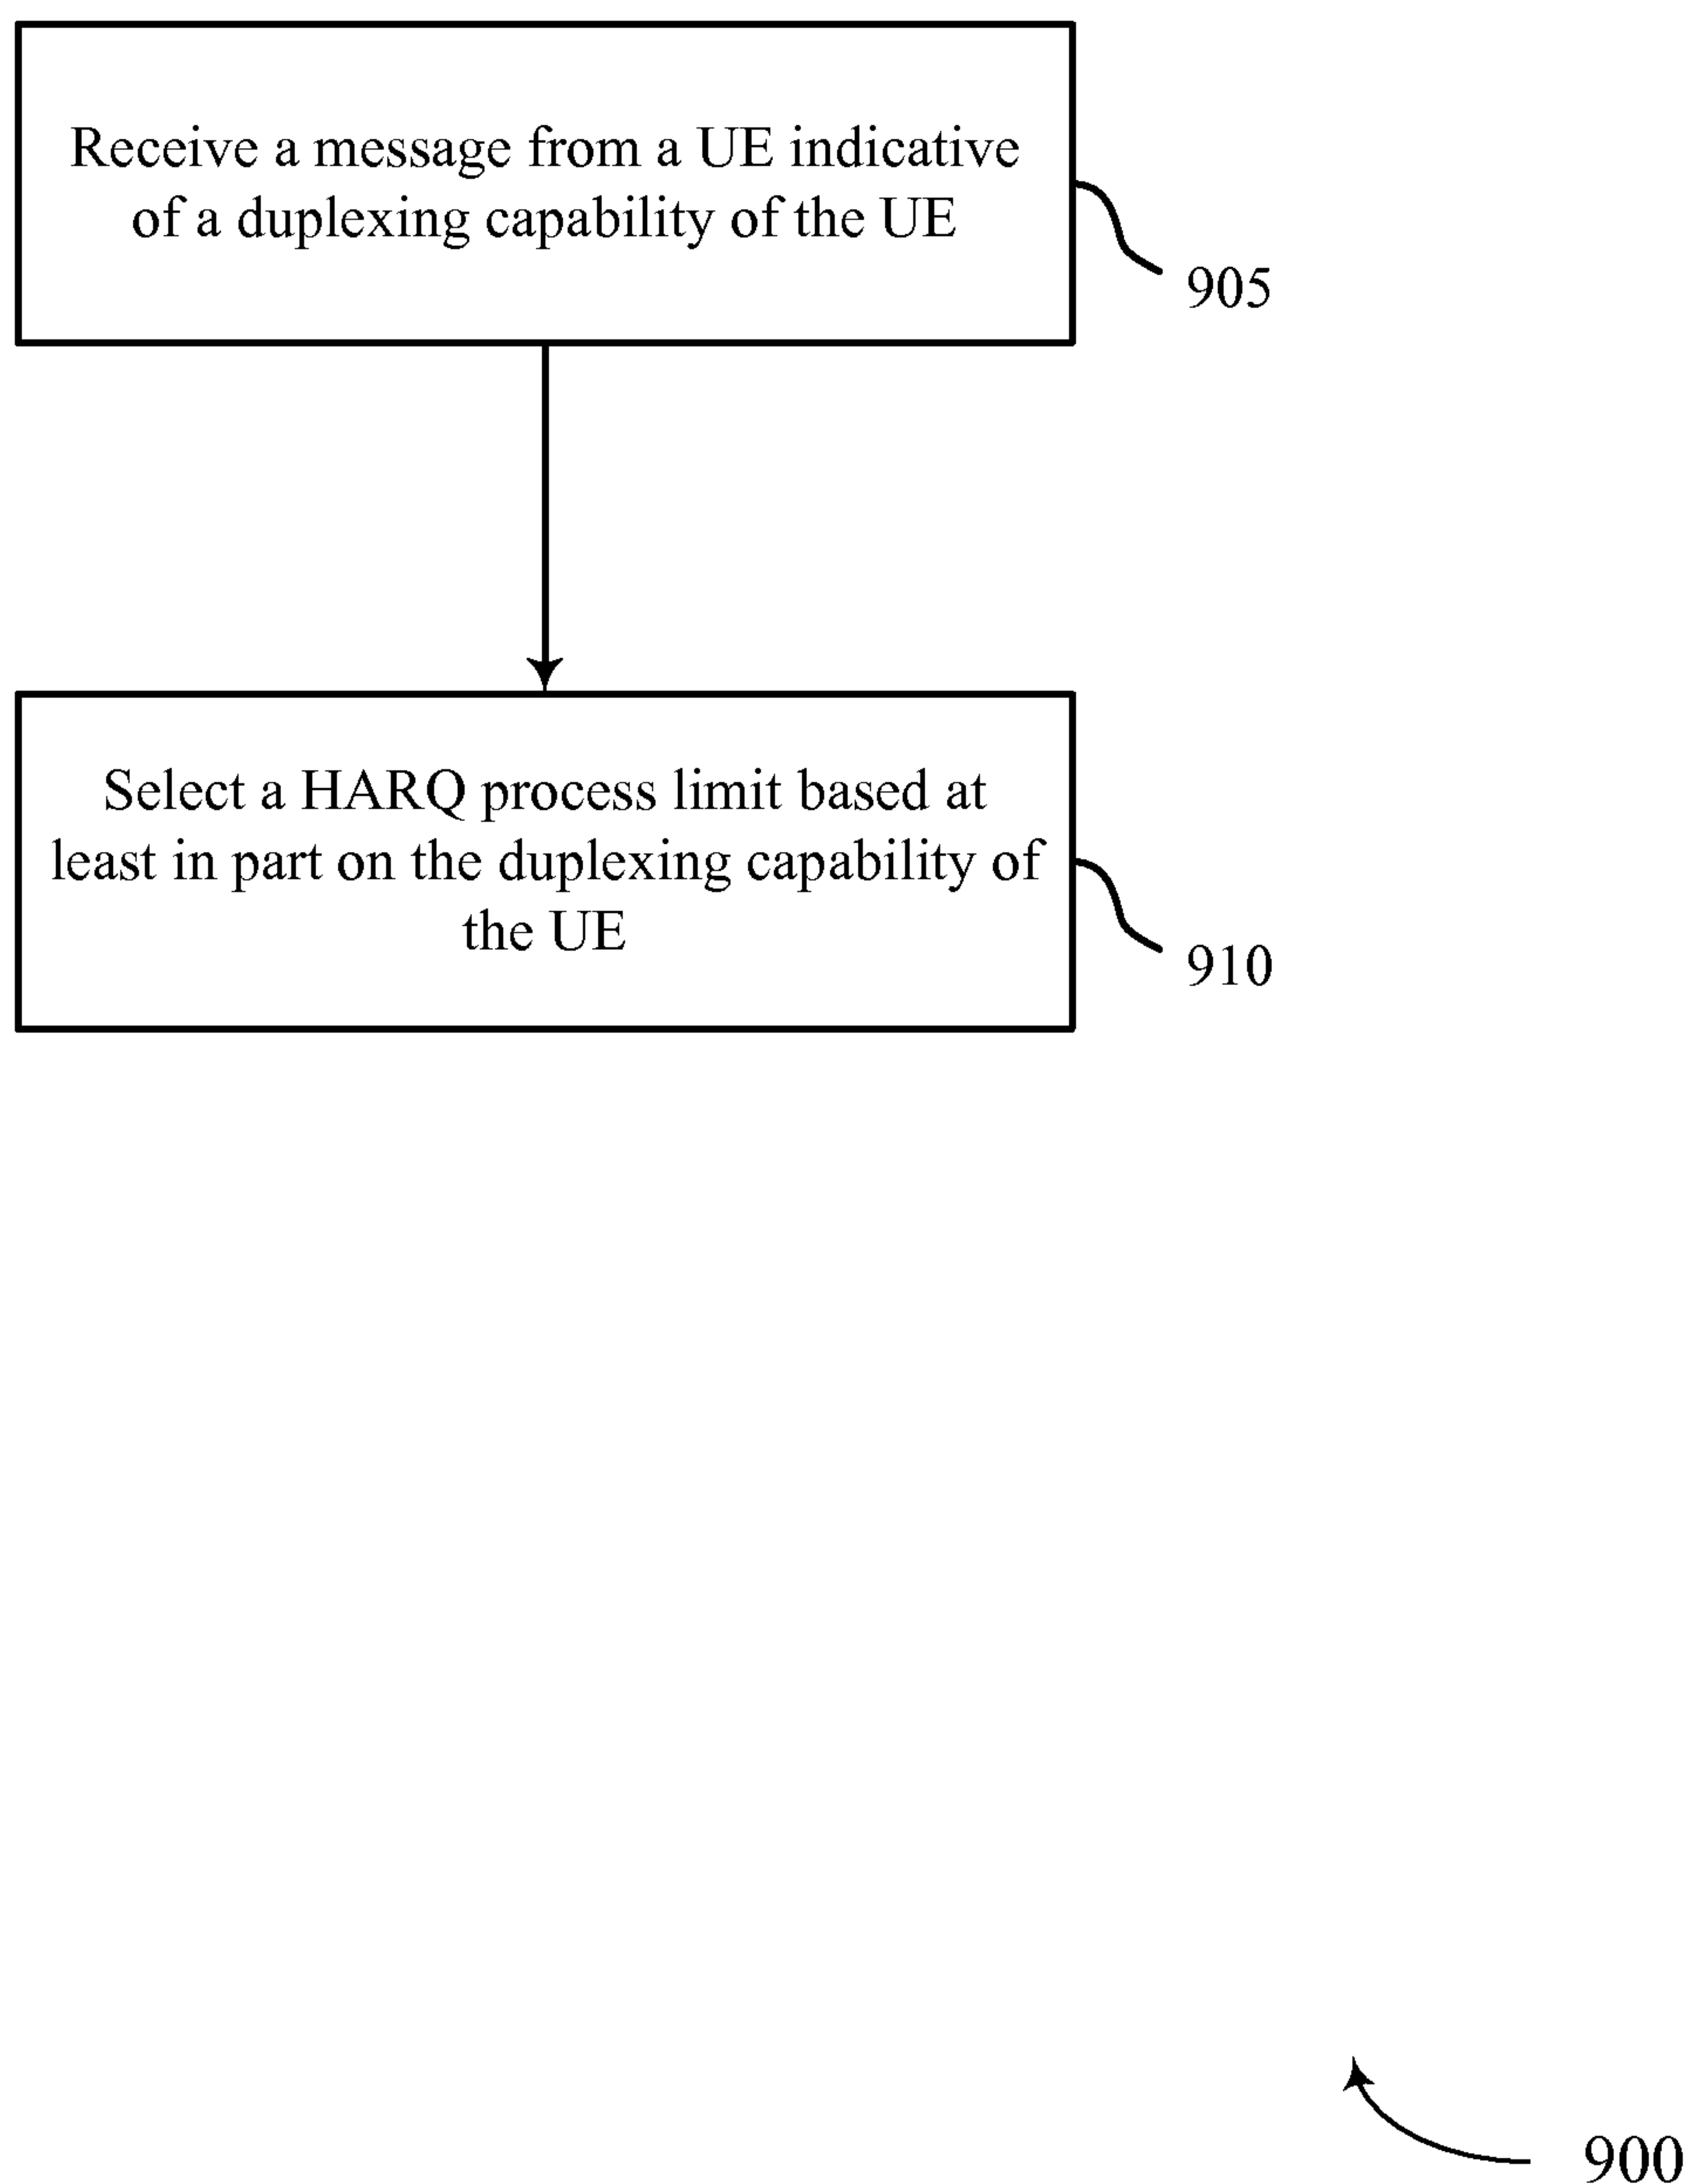 Receive a message from a UE indicative
of a duplexing capability of the UE
905
Select a HARQ process limit based at
least in part on the duplexing capability of
the UE
910
900